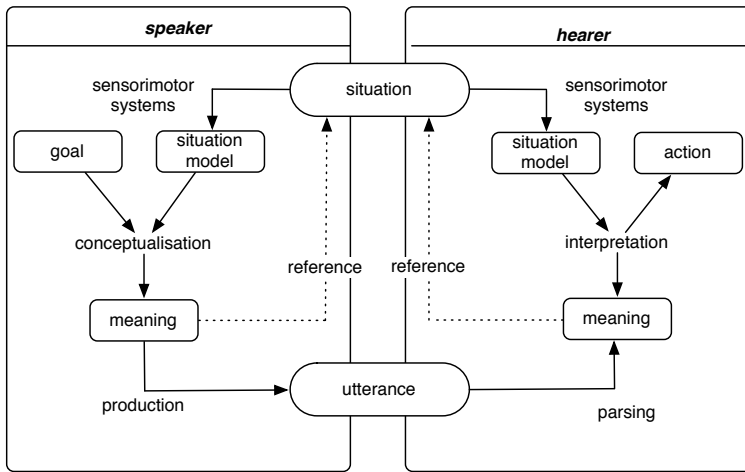 speaker
hearer
situation
sensorimotor
systems
sensorimotor
systems
goal
situation
model
situation
model
action
conceptualisation
interpretation
reference
reference
meaning
meaning
utterance
production
parsing